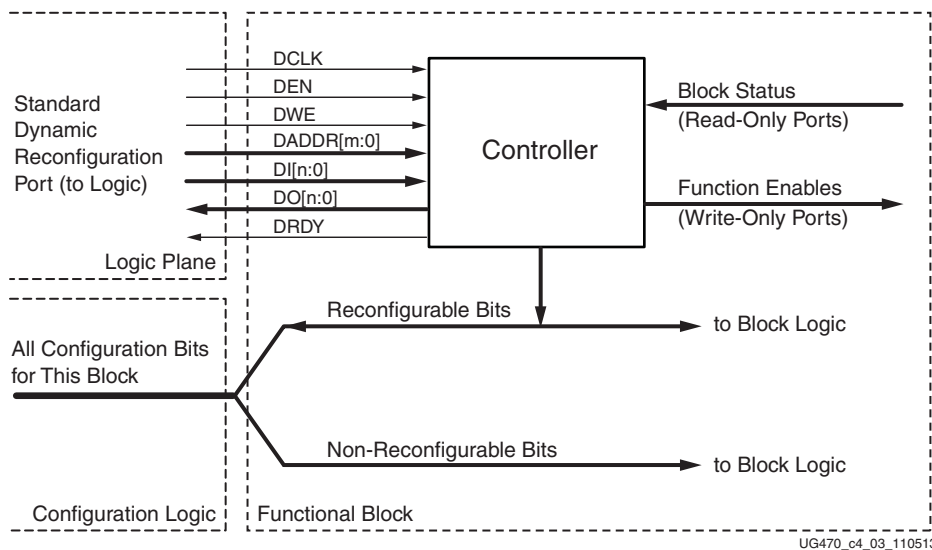 DCLK
DEN
DWE
DADDR[m:0]
DI[n:0]
DO[n:0]
DRDY
Standard
Dynamic
Reconfiguration
Port (to Logic)
Logic Plane
Controller
Block Status
(Read-Only Ports)
Function Enables
(Write-Only Ports)
Reconfigurable Bits
to Block Logic
All Configuration Bits
for This Block
Non-Reconfigurable Bits
to Block Logic
Configuration Logic
Functional Block
UG470_c4_03_110513